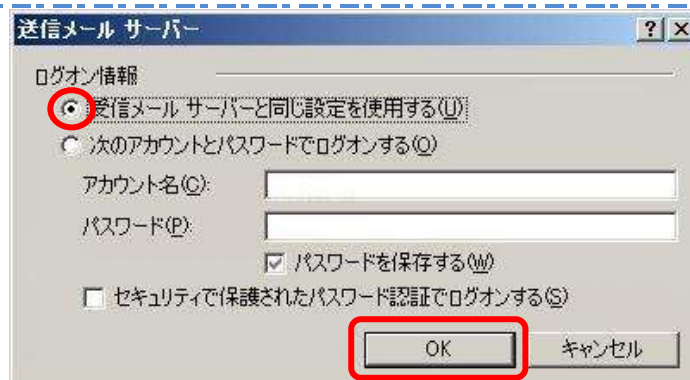 送信メール サーバー
ログオン情報
受信メール サーバーと同じ設定を使用する(U)
次のアカウントとパスワードでログオンする(O)
アカウント名(C):
パスワード(P):
パスワードを保存する(W)
セキュリティで保護されたパスワード認証でログオンする(S)
OK キャンセル